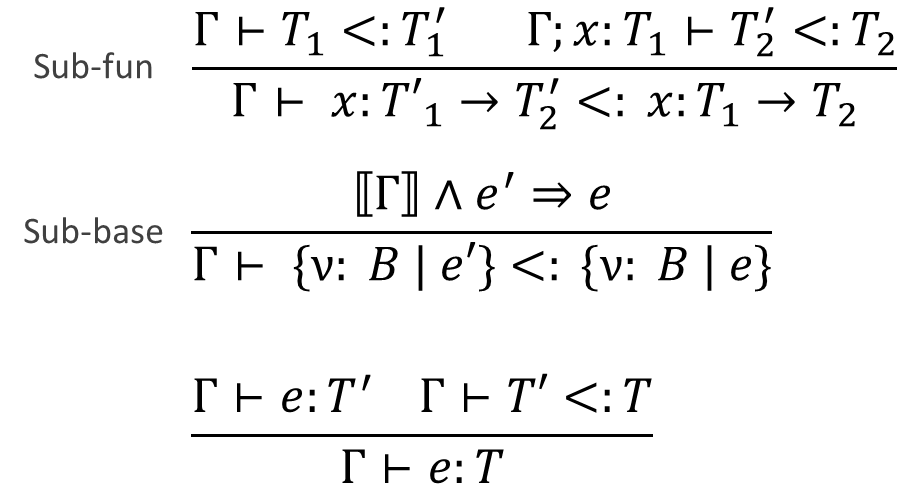 Γ ⊢ T₁ <: T₁′ Γ; x: T₁ ⊢ T₂′ <: T₂
Sub-fun
Γ ⊢ x: T′₁ → T₂′ <: x: T₁ → T₂
⟦Γ⟧ ∧ e′ ⇒ e
Sub-base
Γ ⊢ {ν: B | e′} <: {ν: B | e}
Γ ⊢ e: T′ Γ ⊢ T′ <: T
Γ ⊢ e: T